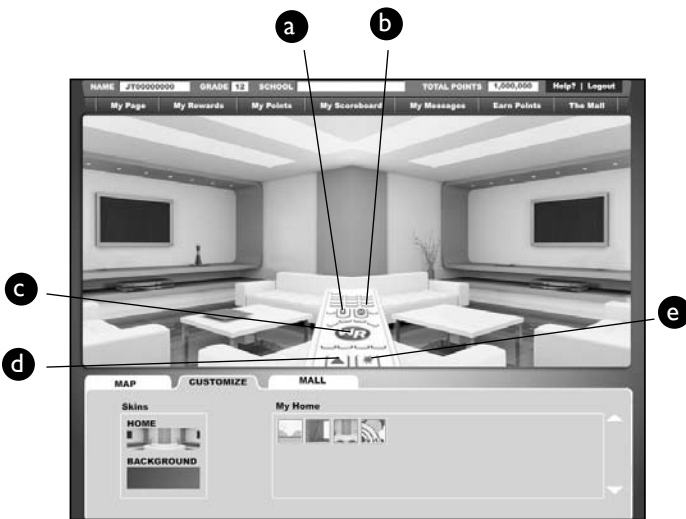 a
b
NAME JT00000000 GRADE 12 SCHOOL TOTAL POINTS 1,000,000 Help? | Logout
My Page My Rewards My Points My Scoreboard My Messages Earn Points The Mall
c
e
d
MAP CUSTOMIZE MALL
Skins My Home
HOME
BACKGROUND